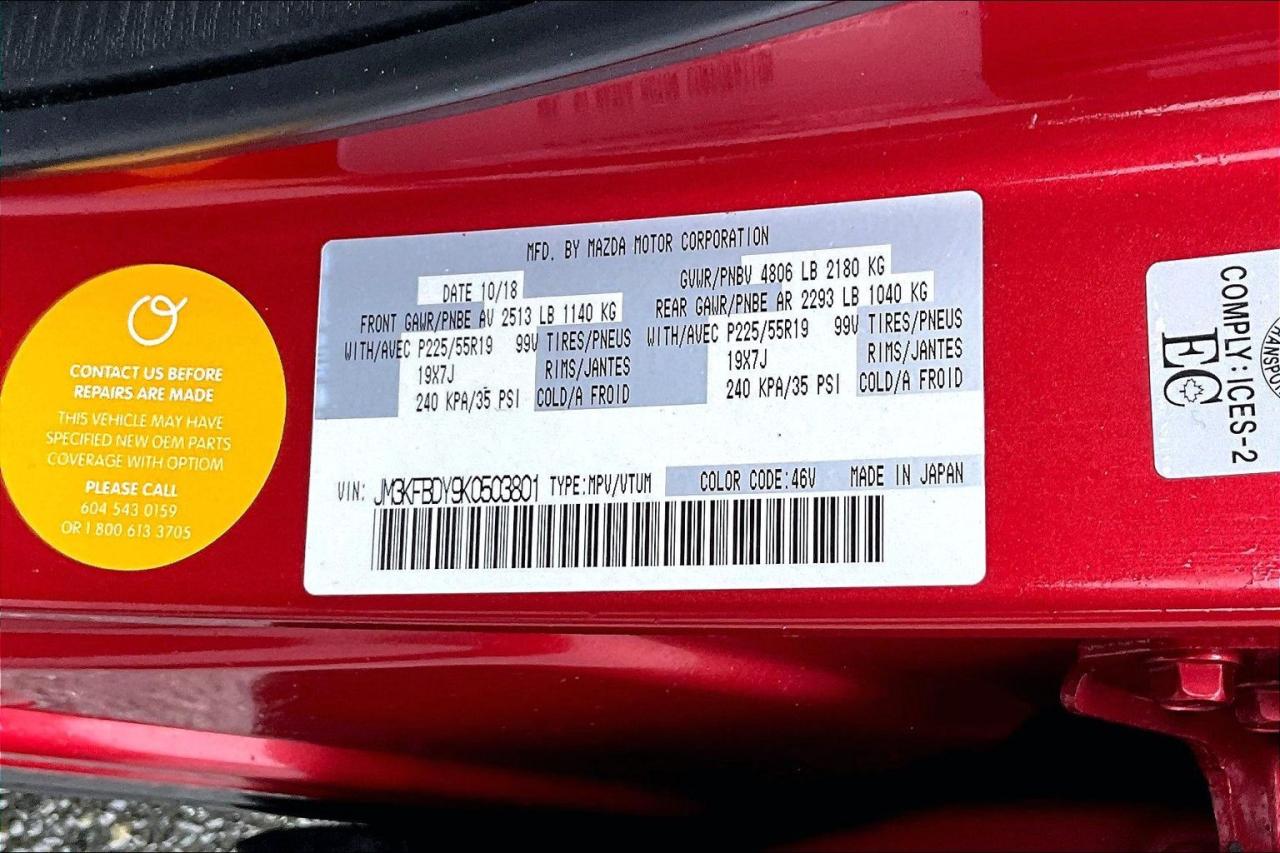 MFD. BY MAZDA MOTOR CORPORATION
DATE 10/18
GVWR/PNBV 4806 LB 2180 KG
FRONT GAWR/PNBE AV 2513 LB 1140 KG
REAR GAWR/PNBE AR 2293 LB 1040 KG
WITH/AVEC P225/55R19 99V TIRES/PNEUS
WITH/AVEC P225/55R19 99V TIRES/PNEUS
19X7J RIMS/JANTES
19X7J RIMS/JANTES
240 KPA/35 PSI COLD/A FROID
240 KPA/35 PSI COLD/A FROID
VIN: JM3KFBDY9K0503801 TYPE:MPV/VTUM COLOR CODE:46V MADE IN JAPAN
CONTACT US BEFORE
REPAIRS ARE MADE
THIS VEHICLE MAY HAVE
SPECIFIED NEW OEM PARTS
COVERAGE WITH OPTIOM
PLEASE CALL
604 543 0159
OR 1 800 613 3705
COMPLY: ICES-2
EC